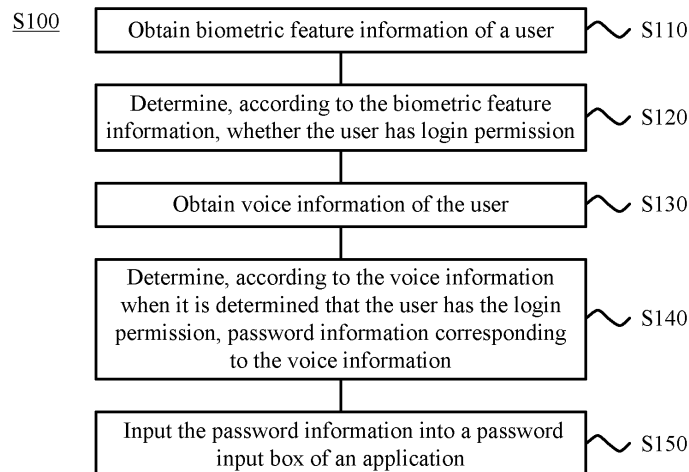 S100
Obtain biometric feature information of a user
S110
Determine, according to the biometric feature
information, whether the user has login permission
S120
Obtain voice information of the user
S130
Determine, according to the voice information
when it is determined that the user has the login
permission, password information corresponding
to the voice information
S140
Input the password information into a password
input box of an application
S150